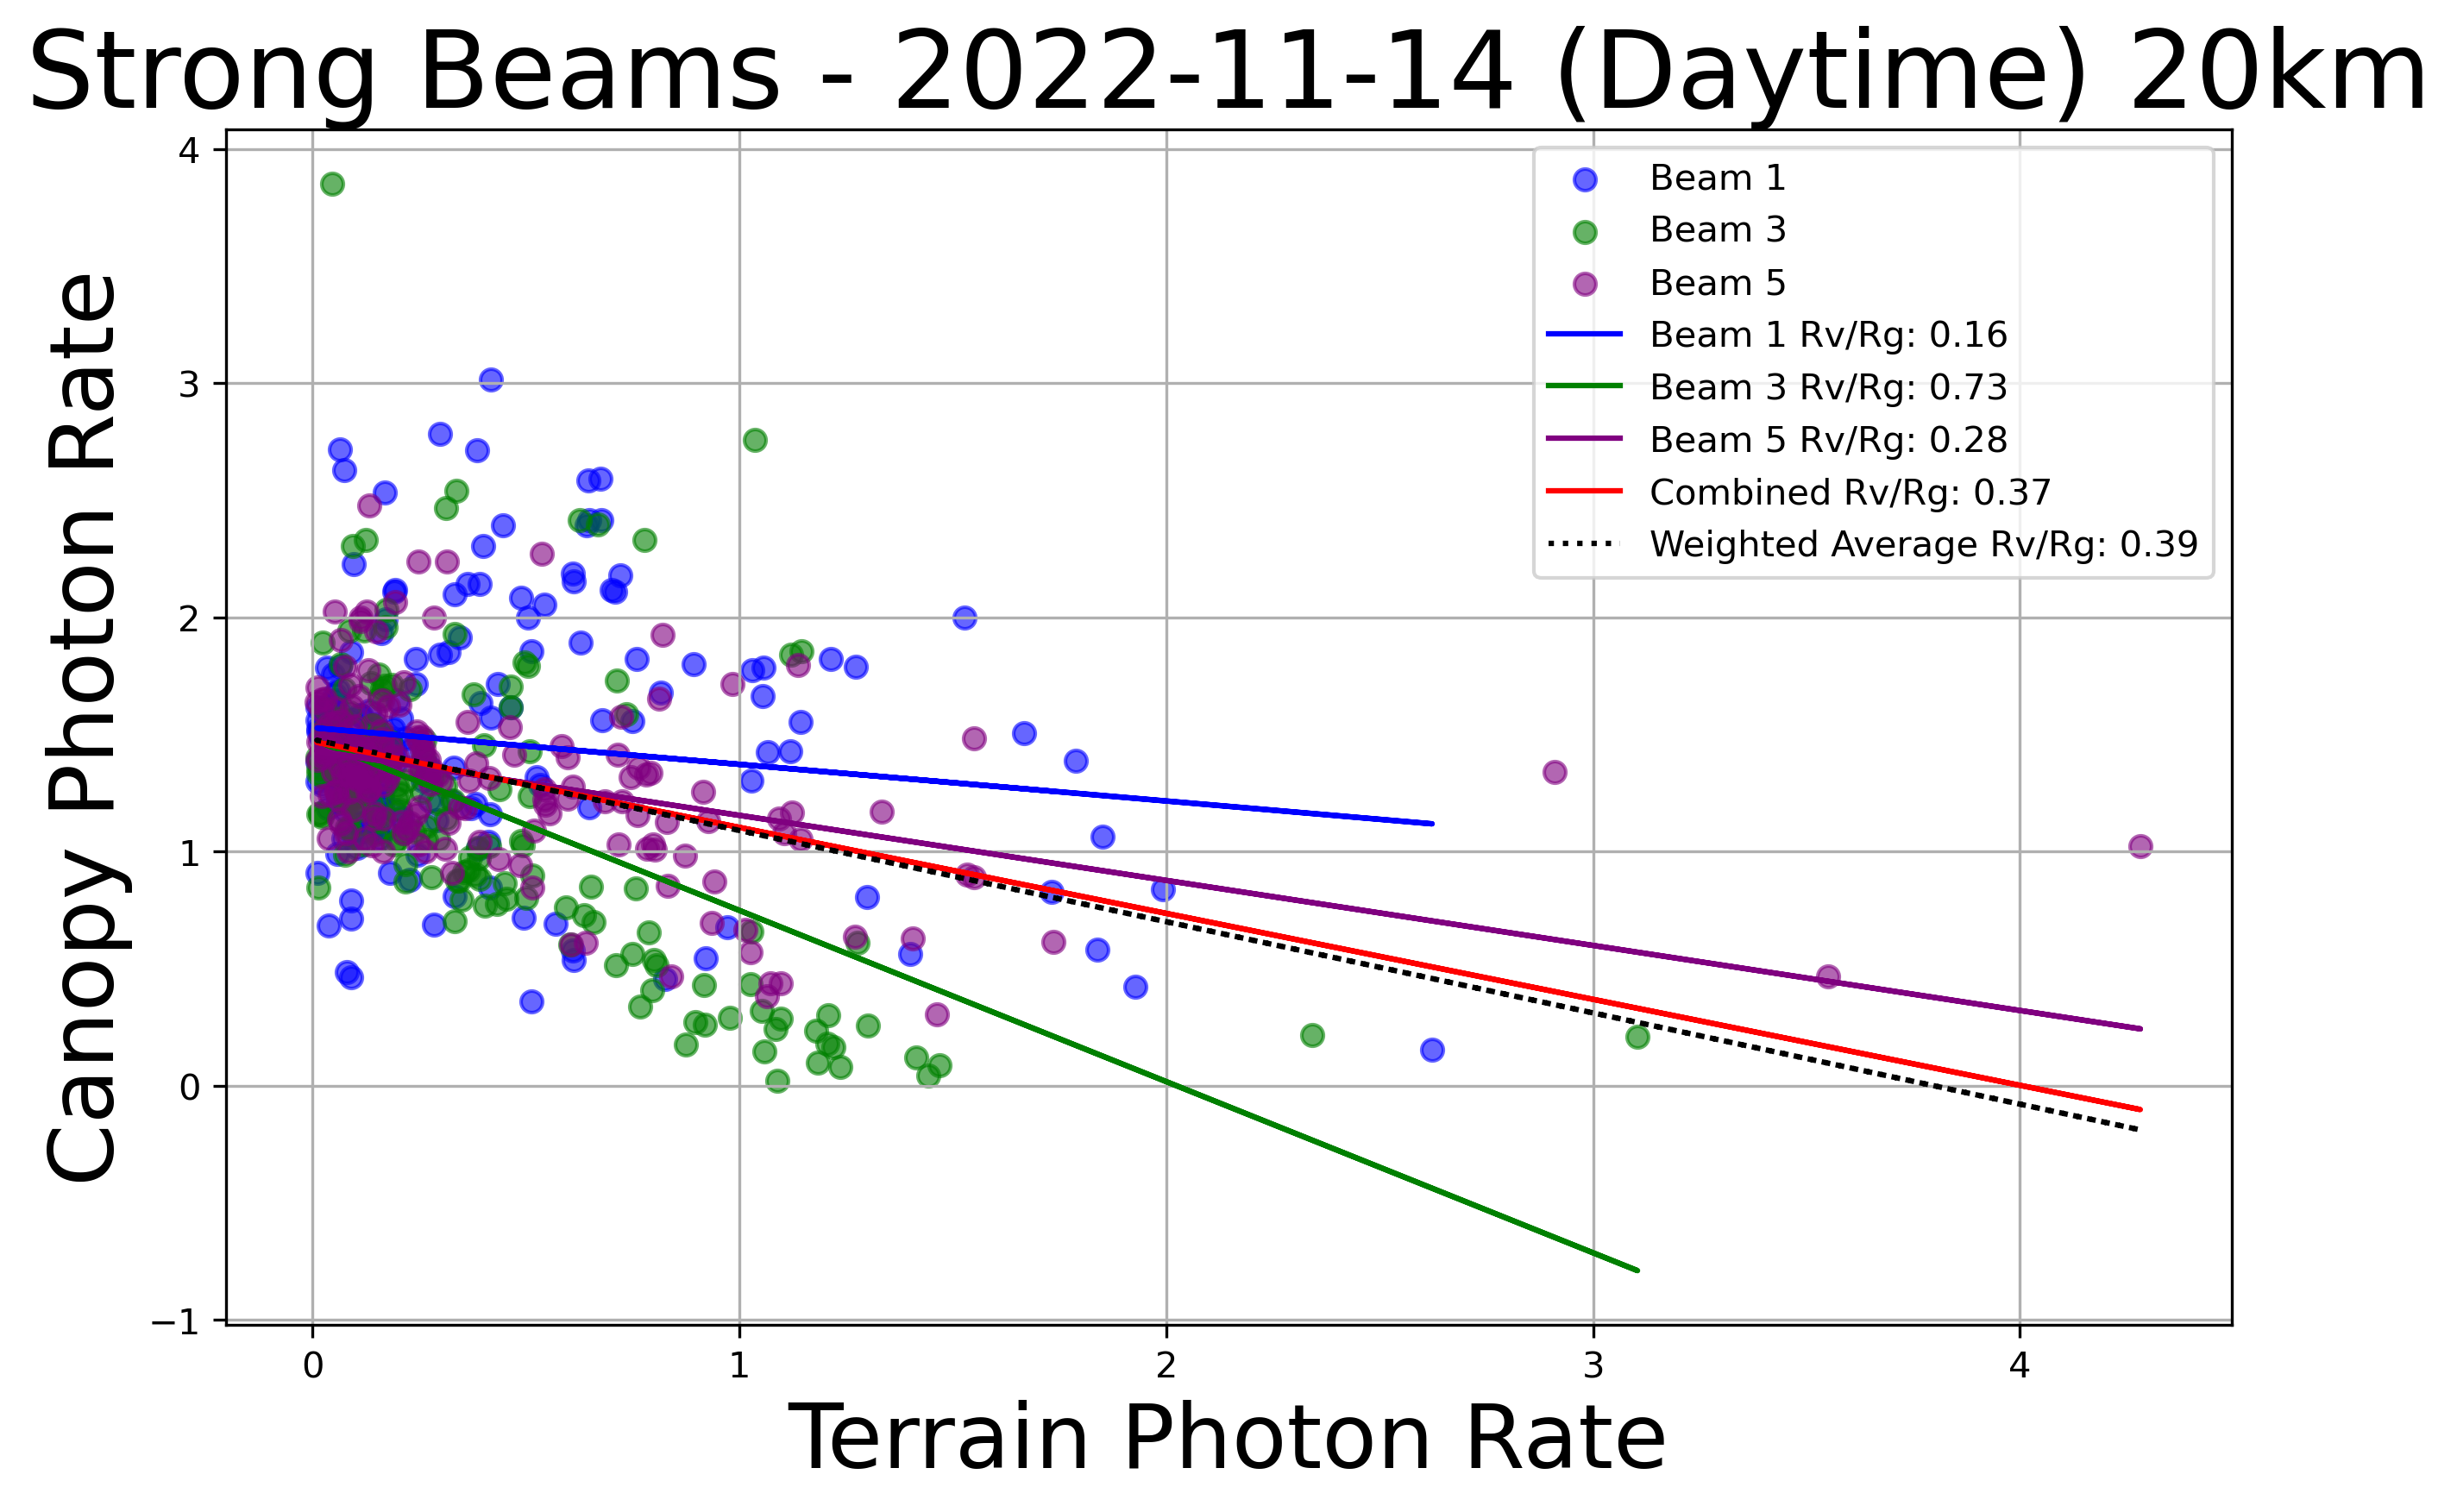 Strong Beams - 2022-11-14 (Daytime) 20km
4
3
2
1
0
−1
Canopy Photon Rate
Beam 1
Beam 3
Beam 5
Beam 1 Rv/Rg: 0.16
Beam 3 Rv/Rg: 0.73
Beam 5 Rv/Rg: 0.28
Combined Rv/Rg: 0.37
Weighted Average Rv/Rg: 0.39
0 1 2 3 4
Terrain Photon Rate